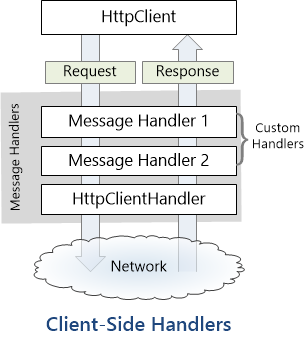 HttpClient
Request
Response
Message Handlers
Message Handler 1
Message Handler 2
Custom
Handlers
HttpClientHandler
Network
Client-Side Handlers